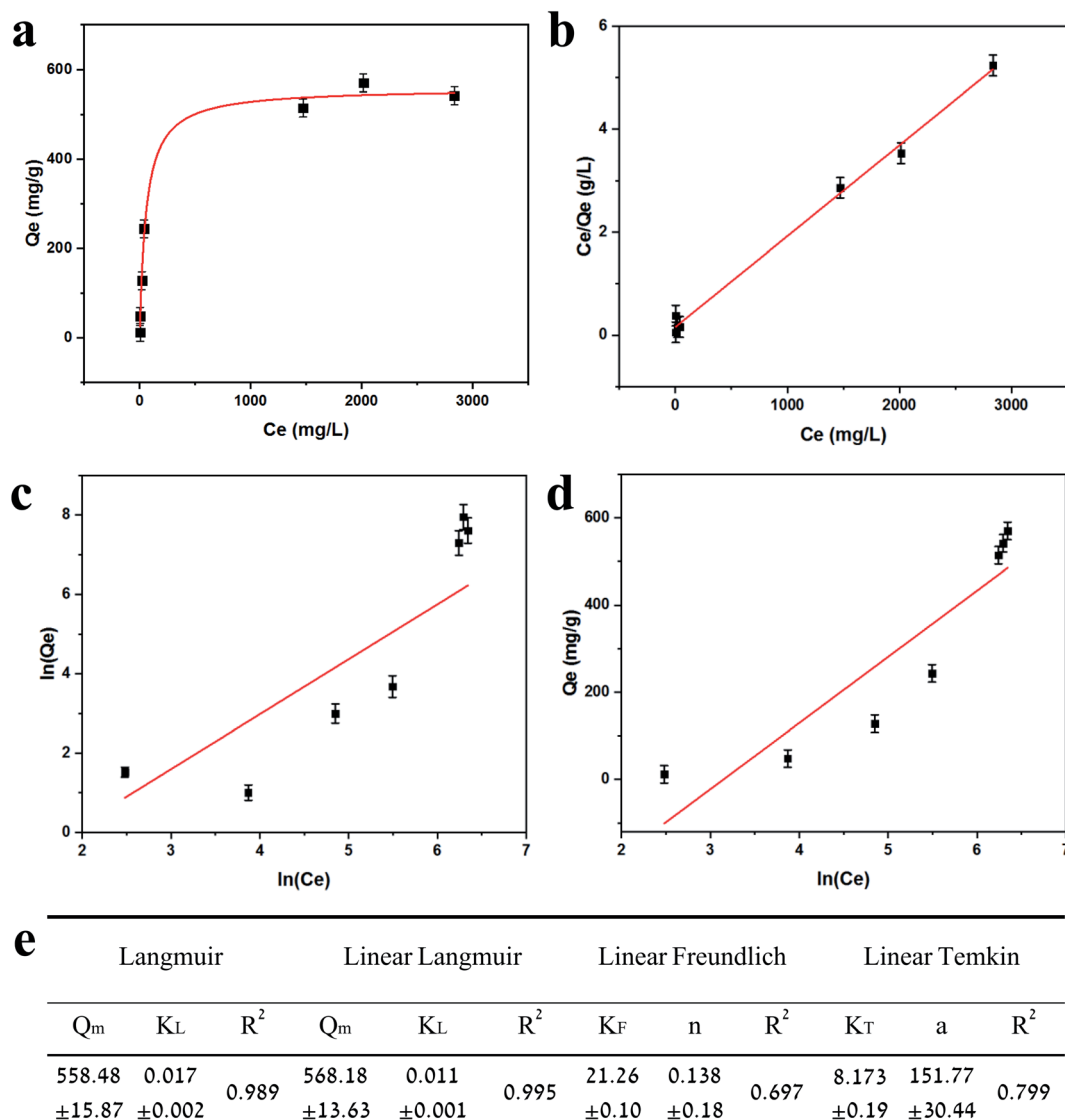 a
600
400
200
0
Qe (mg/g)
0 1000 2000 3000
Ce (mg/L)
b
6
4
2
0
Ce/Qe (g/L)
0 1000 2000 3000
Ce (mg/L)
c
8
6
4
2
0
ln(Qe)
2 3 4 5 6 7
ln(Ce)
d
600
400
200
0
Qe (mg/g)
2 3 4 5 6 7
ln(Ce)
e
Langmuir Linear Langmuir Linear Freundlich Linear Temkin
Qm KL R² Qm KL R² KF n R² KT a R²
558.48 0.017 0.989 568.18 0.011 0.995 21.26 0.138 0.697 8.173 151.77 0.799
±15.87 ±0.002 ±13.63 ±0.001 ±0.10 ±0.18 ±0.19 ±30.44